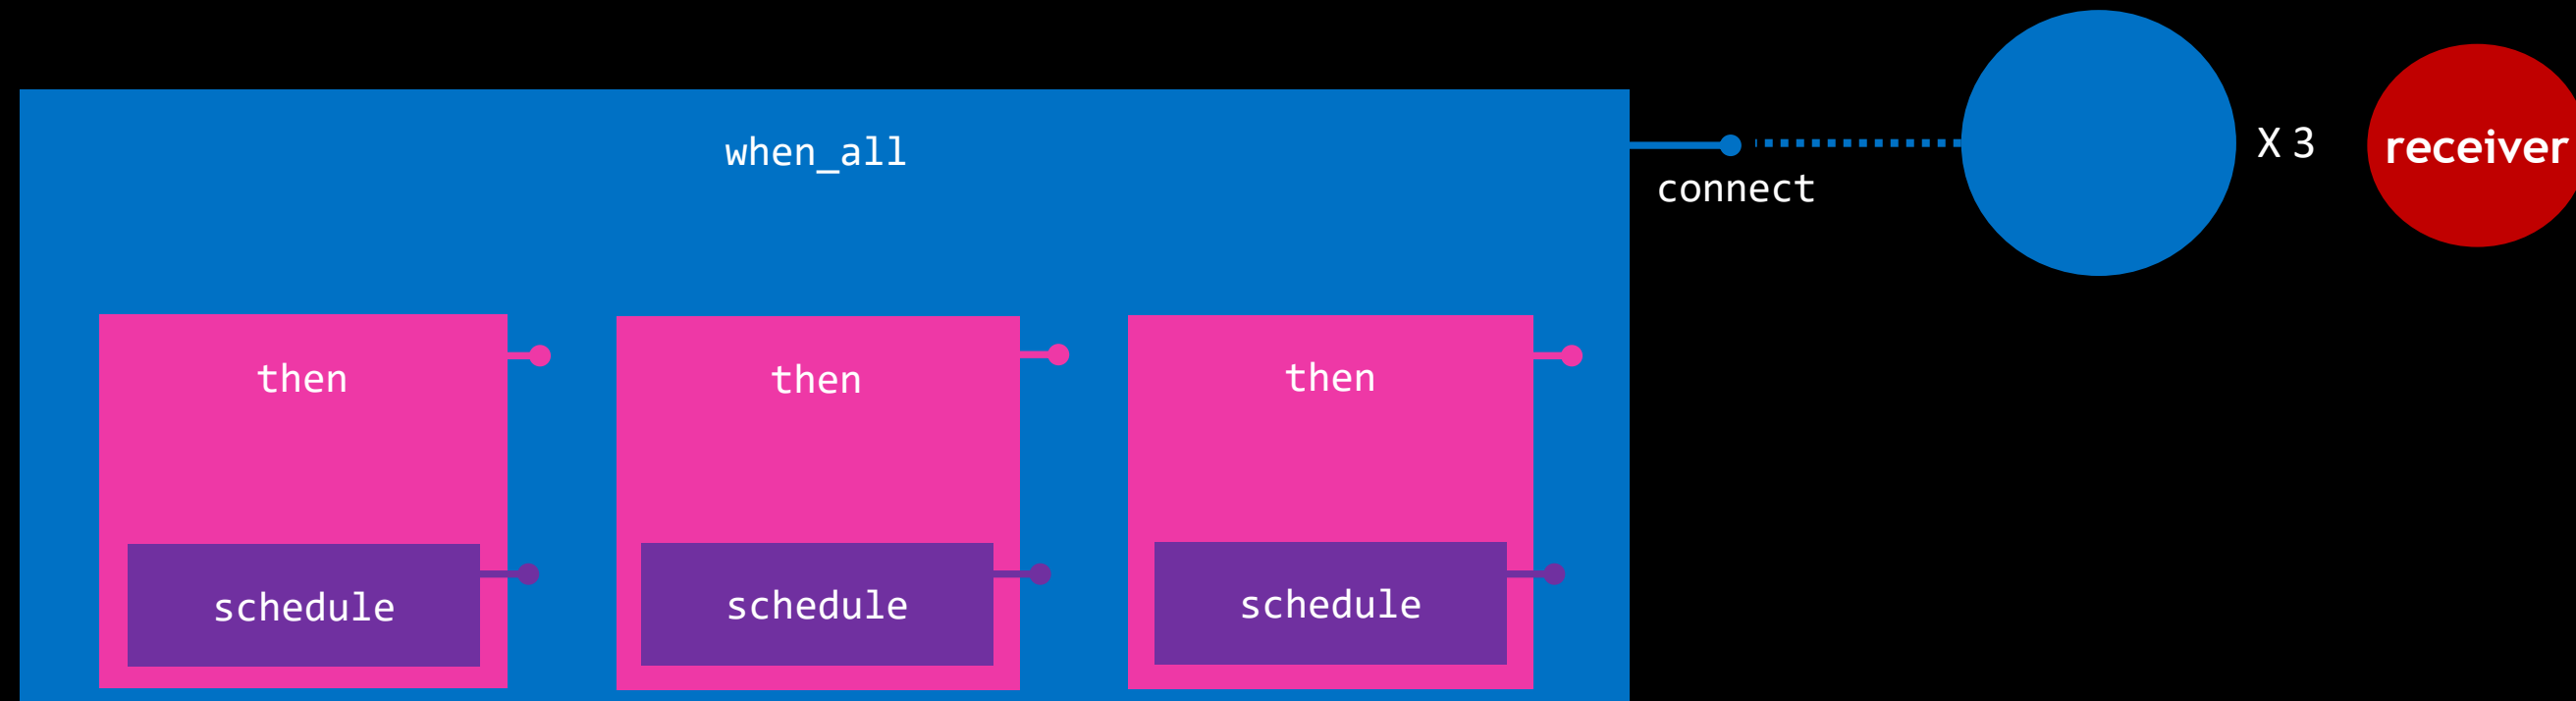 when_all
connect
X 3
receiver
then
then
then
schedule
schedule
schedule